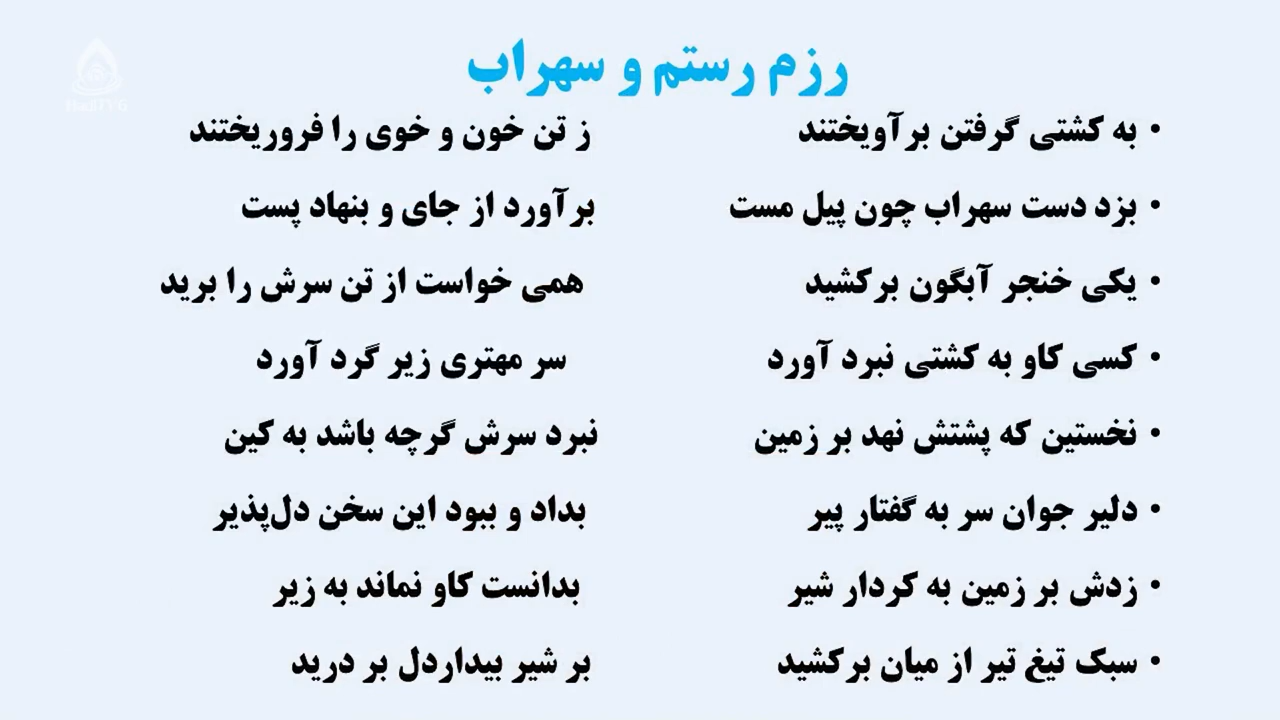 رزم رستم و سهراب
• به کشتی گرفتن برآویختند ز تن خون و خوی را فروریختند
• بزد دست سهراب چون پیل مست برآورد از جای و بنهاد پست
• یکی خنجر آبگون برکشید همی خواست از تن سرش را برید
• کسی کاو به کشتی نبرد آورد سر مهتری زیر گرد آورد
• نخستین که پشتش نهد بر زمین نبرد سرش گرچه باشد به کین
• دلیر جوان سر به گفتار پیر بداد و ببود این سخن دل‌پذیر
• زدش بر زمین به کردار شیر بدانست کاو نماند به زیر
• سبک تیغ تیر از میان برکشید بر شیر بیداردل بر درید